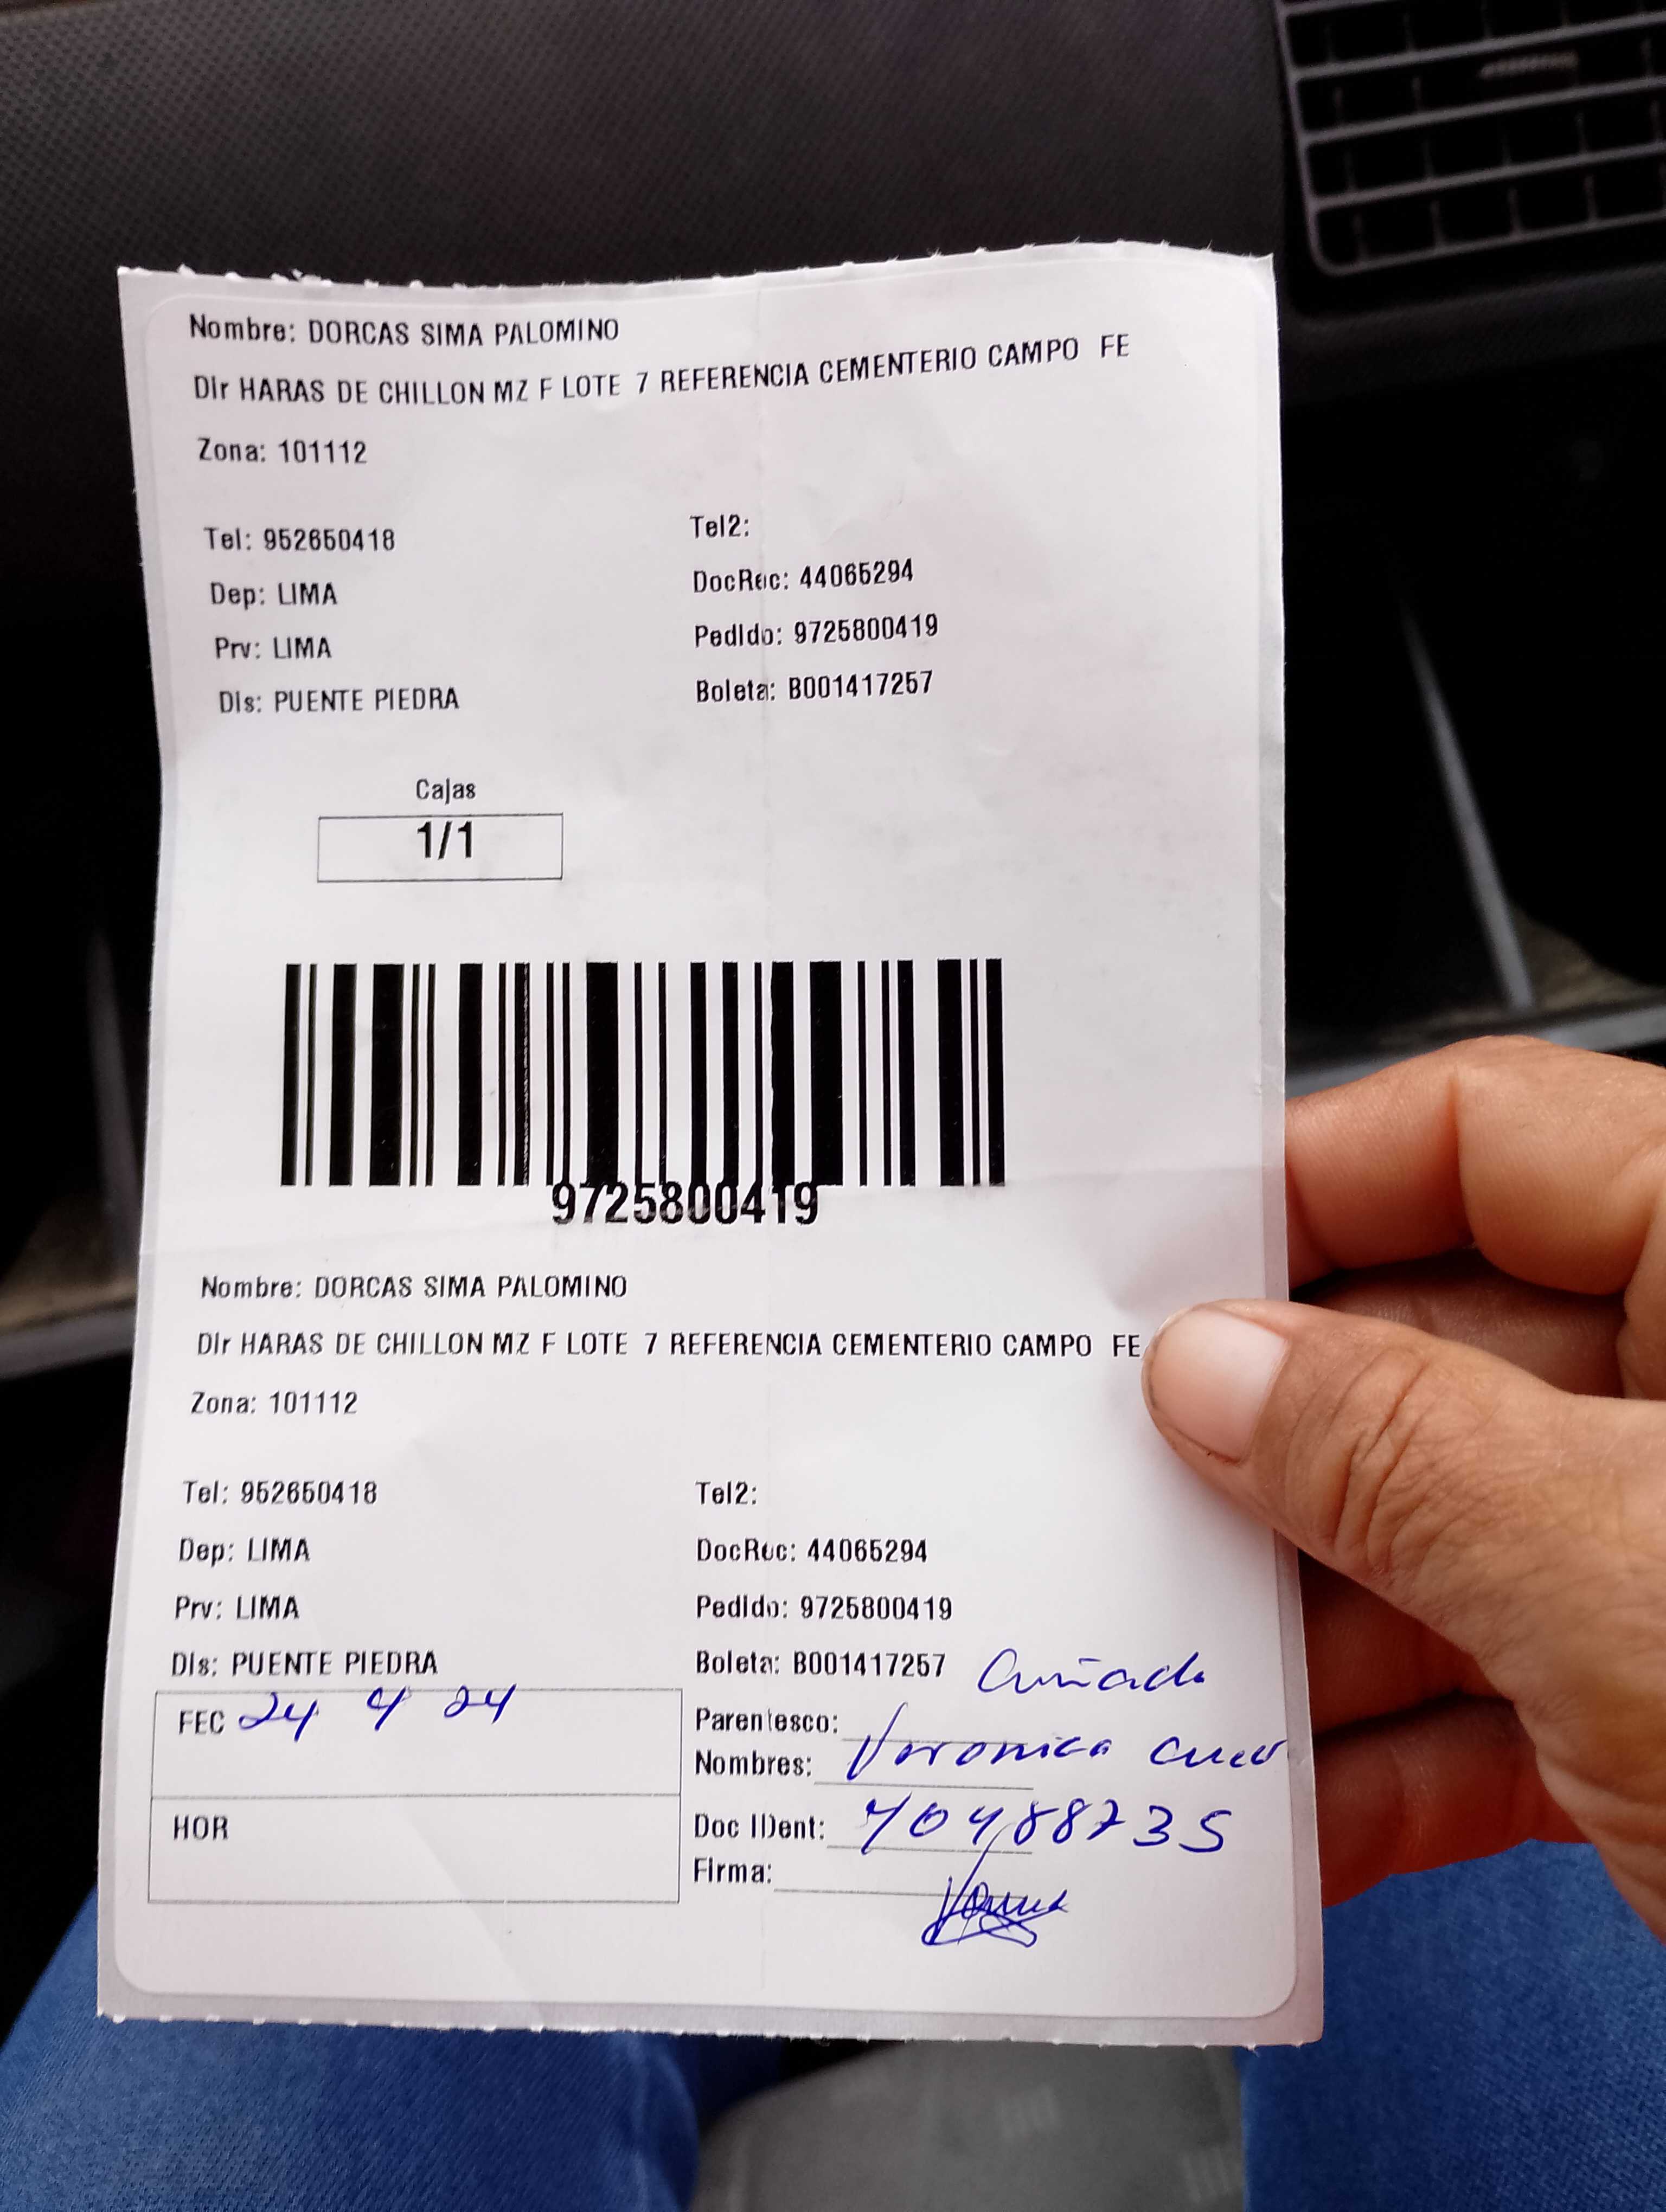 Nombre: DORCAS SIMA PALOMINO
Dir HARAS DE CHILLON MZ F LOTE 7 REFERENCIA CEMENTERIO CAMPO FE
Zona: 101112
Tel: 952650418 Tel2:
Dep: LIMA DocRec: 44065294
Prv: LIMA Pedido: 9725800419
Dis: PUENTE PIEDRA Boleta: B001417257
Cajas
1/1
9725800419
Nombre: DORCAS SIMA PALOMINO
Dir HARAS DE CHILLON MZ F LOTE 7 REFERENCIA CEMENTERIO CAMPO FE
Zona: 101112
Tel: 952650418 Tel2:
Dep: LIMA DocRec: 44065294
Prv: LIMA Pedido: 9725800419
Dis: PUENTE PIEDRA Boleta: B001417257
FEC 24 4 24 Parentesco: Cuñada
Nombres: Veronica
HOR Doc IDent: 70488735
Firma: